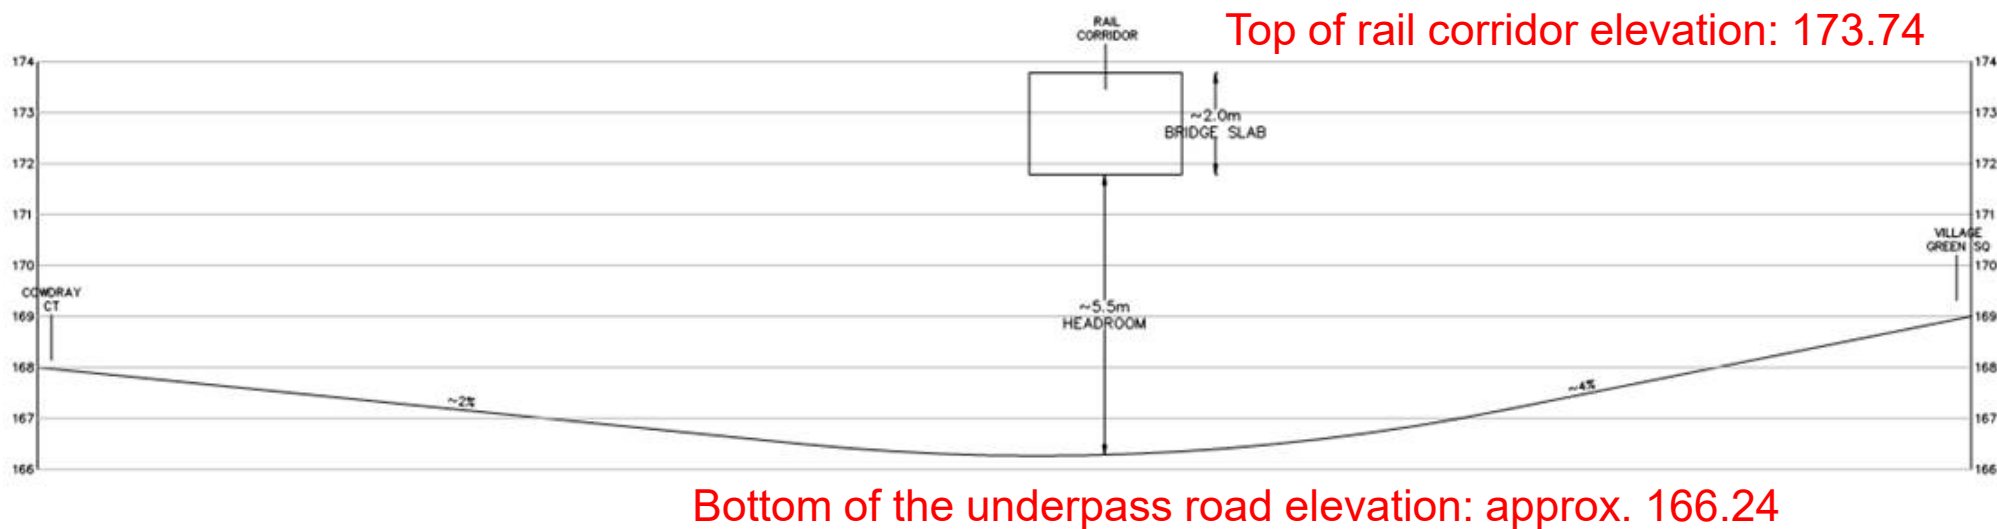 RAIL
CORRIDOR
Top of rail corridor elevation: 173.74
174
174
173
~2.0m
173
BRIDGE SLAB
172
172
171
171
VILLAGE
GREEN SQ
170
170
COWDRAY
CT
169
~5.5m
169
HEADROOM
168
168
~2%
~4%
167
167
166
166
Bottom of the underpass road elevation: approx. 166.24